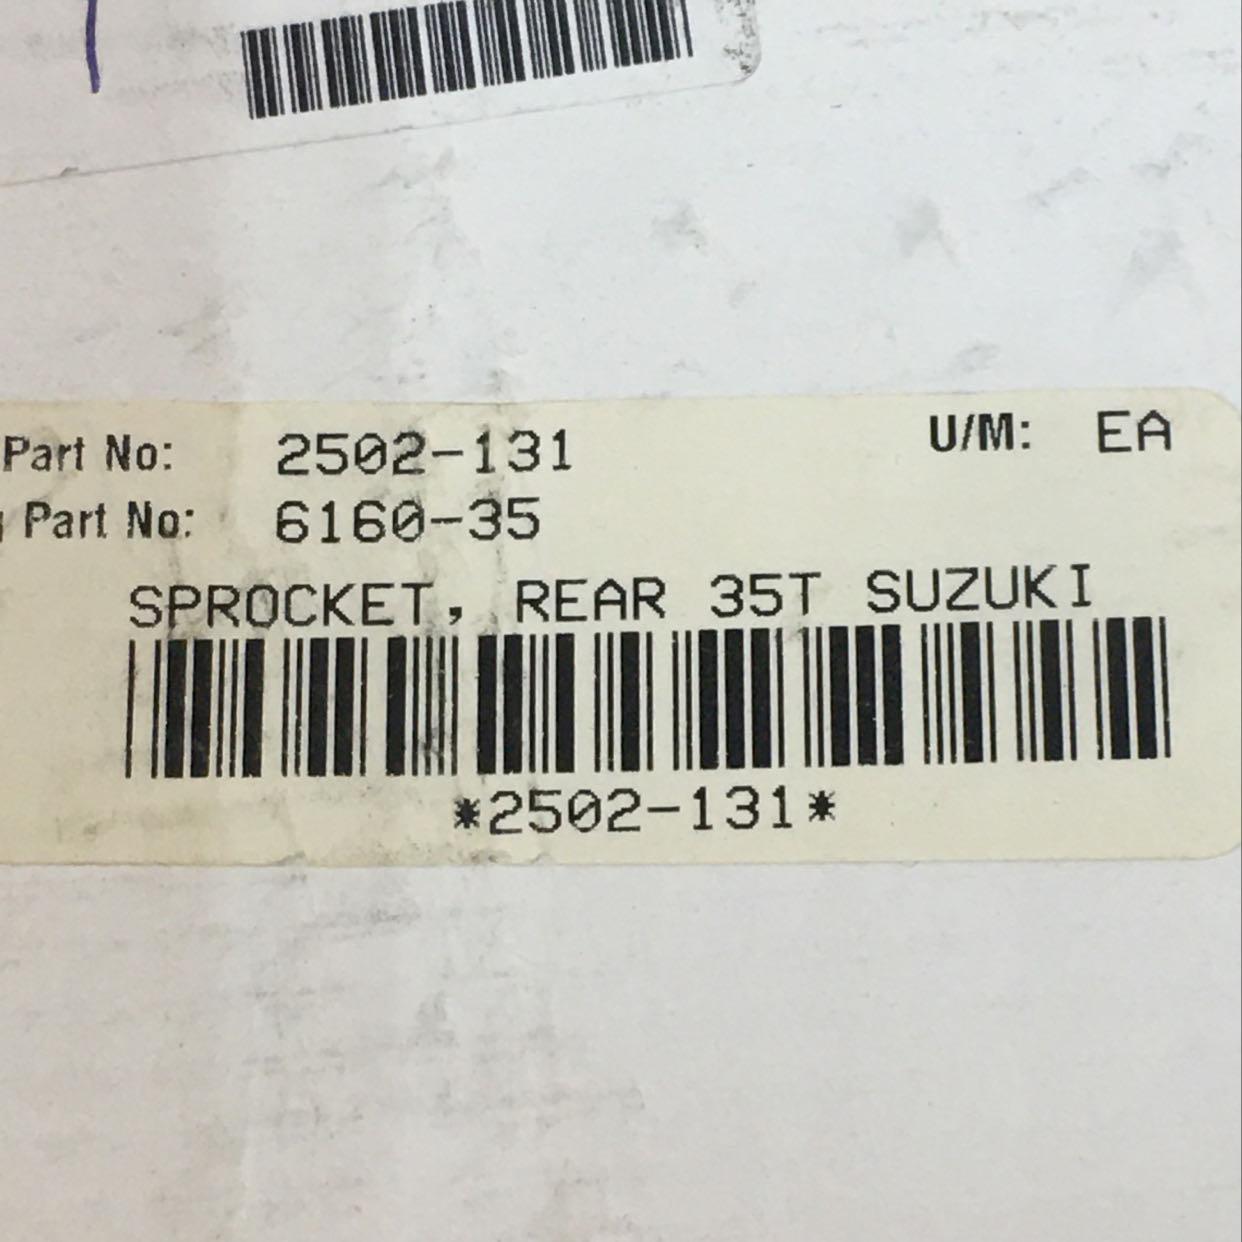 Part No: 2502-131 U/M: EA
Part No: 6160-35
SPROCKET, REAR 35T SUZUKI
*2502-131*